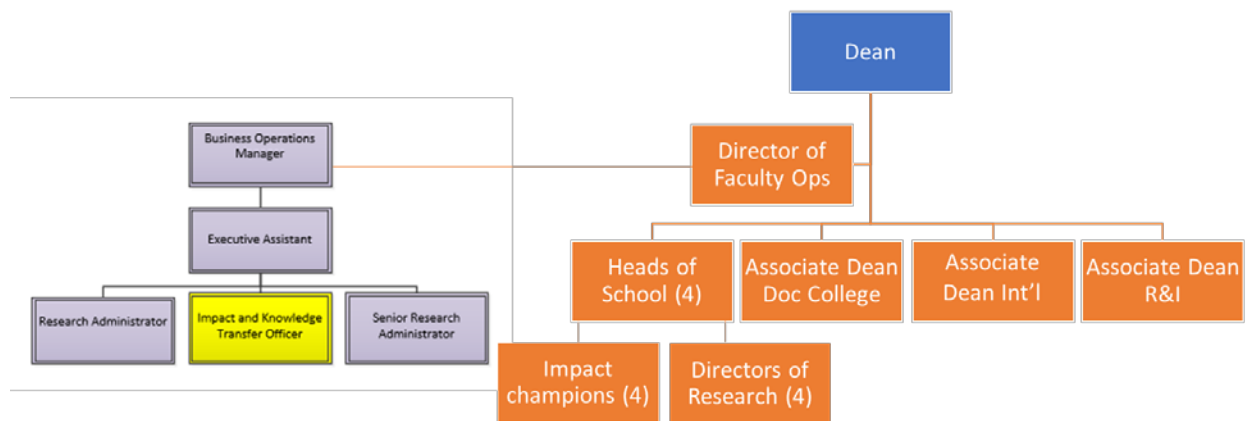 Dean
Director of
Faculty Ops
Business Operations
Manager
Executive Assistant
Research Administrator
Impact and Knowledge
Transfer Officer
Senior Research
Administrator
Heads of
School (4)
Associate Dean
Doc College
Associate
Dean Int'l
Associate Dean
R&I
Impact
champions (4)
Directors of
Research (4)